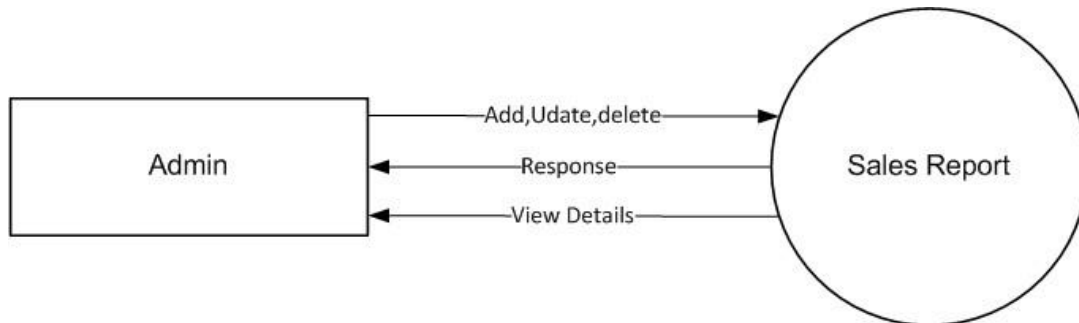 Add,Udate,delete
Admin
Response
Sales Report
View Details